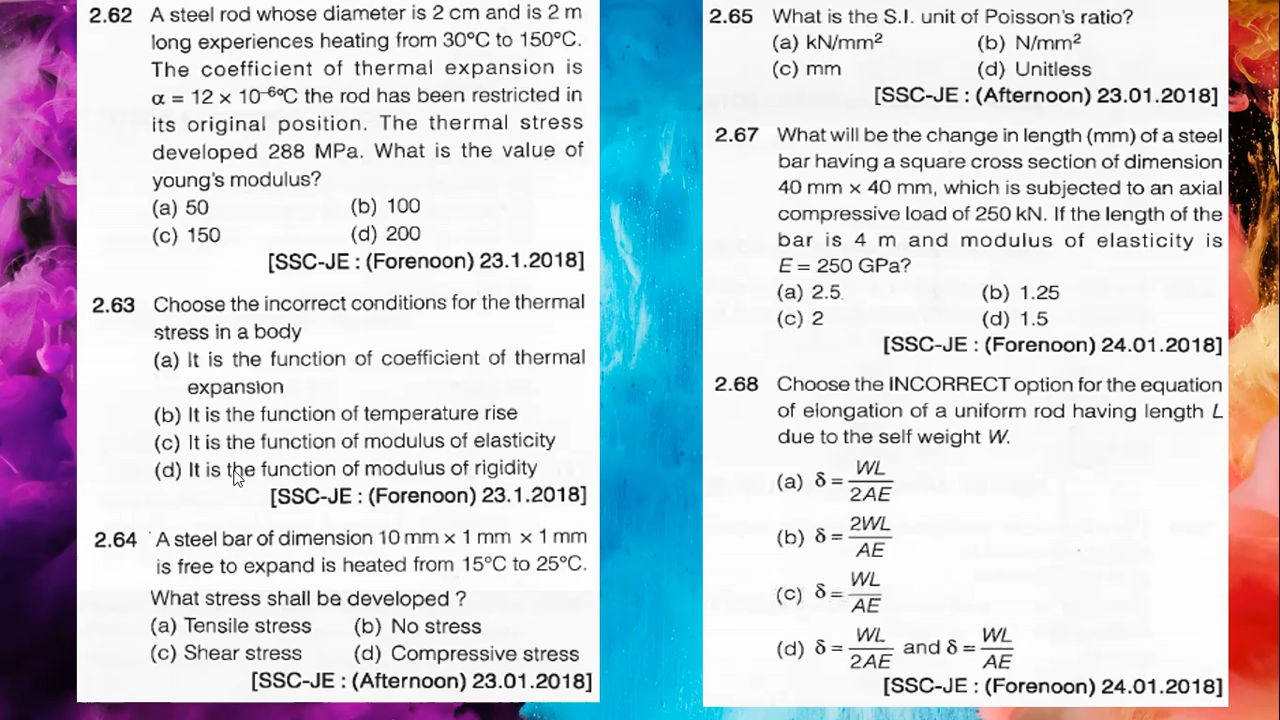 2.62 A steel rod whose diameter is 2 cm and is 2 m
long experiences heating from 30°C to 150°C.
The coefficient of thermal expansion is
α = 12 × 10⁻⁶°C the rod has been restricted in
its original position. The thermal stress
developed 288 MPa. What is the value of
young's modulus?
(a) 50 (b) 100
(c) 150 (d) 200
[SSC-JE : (Forenoon) 23.1.2018]
2.63 Choose the incorrect conditions for the thermal
stress in a body
(a) It is the function of coefficient of thermal
expansion
(b) It is the function of temperature rise
(c) It is the function of modulus of elasticity
(d) It is the function of modulus of rigidity
[SSC-JE : (Forenoon) 23.1.2018]
2.64 A steel bar of dimension 10 mm × 1 mm × 1 mm
is free to expand is heated from 15°C to 25°C.
What stress shall be developed ?
(a) Tensile stress (b) No stress
(c) Shear stress (d) Compressive stress
[SSC-JE : (Afternoon) 23.01.2018]
2.65 What is the S.I. unit of Poisson's ratio?
(a) kN/mm² (b) N/mm²
(c) mm (d) Unitless
[SSC-JE : (Afternoon) 23.01.2018]
2.67 What will be the change in length (mm) of a steel
bar having a square cross section of dimension
40 mm × 40 mm, which is subjected to an axial
compressive load of 250 kN. If the length of the
bar is 4 m and modulus of elasticity is
E = 250 GPa?
(a) 2.5 (b) 1.25
(c) 2 (d) 1.5
[SSC-JE : (Forenoon) 24.01.2018]
2.68 Choose the INCORRECT option for the equation
of elongation of a uniform rod having length L
due to the self weight W.
(a) δ = WL/2AE
(b) δ = 2WL/AE
(c) δ = WL/AE
(d) δ = WL/2AE and δ = WL/AE
[SSC-JE : (Forenoon) 24.01.2018]